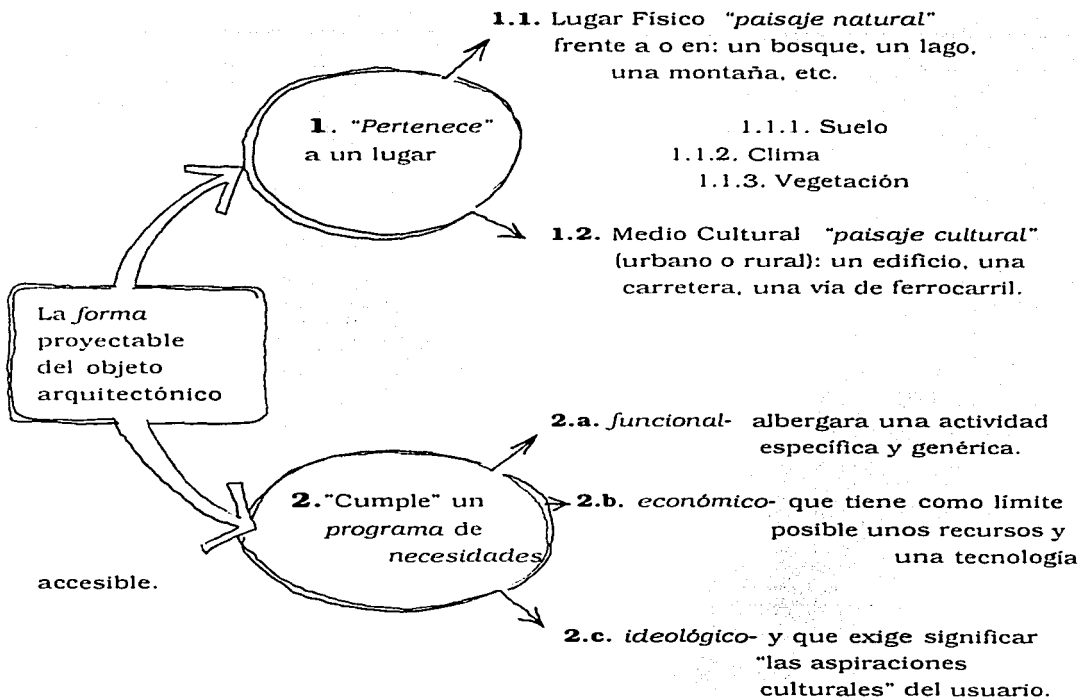 1.1. Lugar Físico "paisaje natural"
frente a o en: un bosque, un lago,
una montaña, etc.
1. "Pertenece"
a un lugar
1.1.1. Suelo
1.1.2. Clima
1.1.3. Vegetación
1.2. Medio Cultural "paisaje cultural"
(urbano o rural): un edificio, una
carretera, una vía de ferrocarril.
La forma
proyectable
del objeto
arquitectónico
2.a. funcional- albergara una actividad
específica y genérica.
2."Cumple" un
programa de
necesidades
2.b. económico- que tiene como limite
posible unos recursos y
una tecnología
accesible.
2.c. ideológico- y que exige significar
"las aspiraciones
culturales" del usuario.